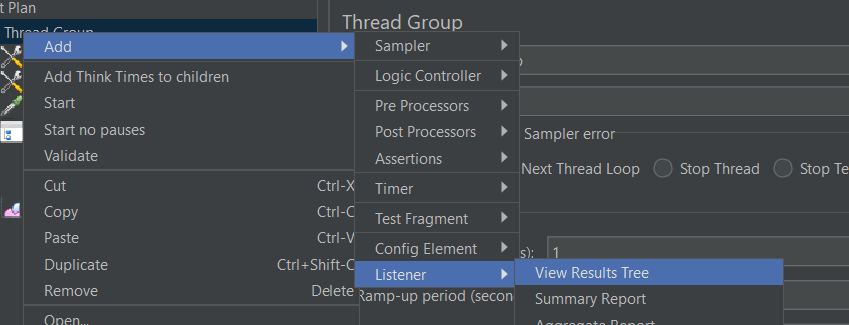 t Plan
Thread Group
Thread Group
Add
Add Think Times to children
Start
Start no pauses
Validate
Cut Ctrl-X
Copy Ctrl-C
Paste Ctrl-V
Duplicate Ctrl+Shift-C
Remove Delete
Open...
Sampler
Logic Controller
Pre Processors
Post Processors
Assertions
Timer
Test Fragment
Config Element
Listener
View Results Tree
Summary Report
Aggregate Report
Sampler error
Next Thread Loop Stop Thread Stop Te
s): 1
Ramp-up period (secon